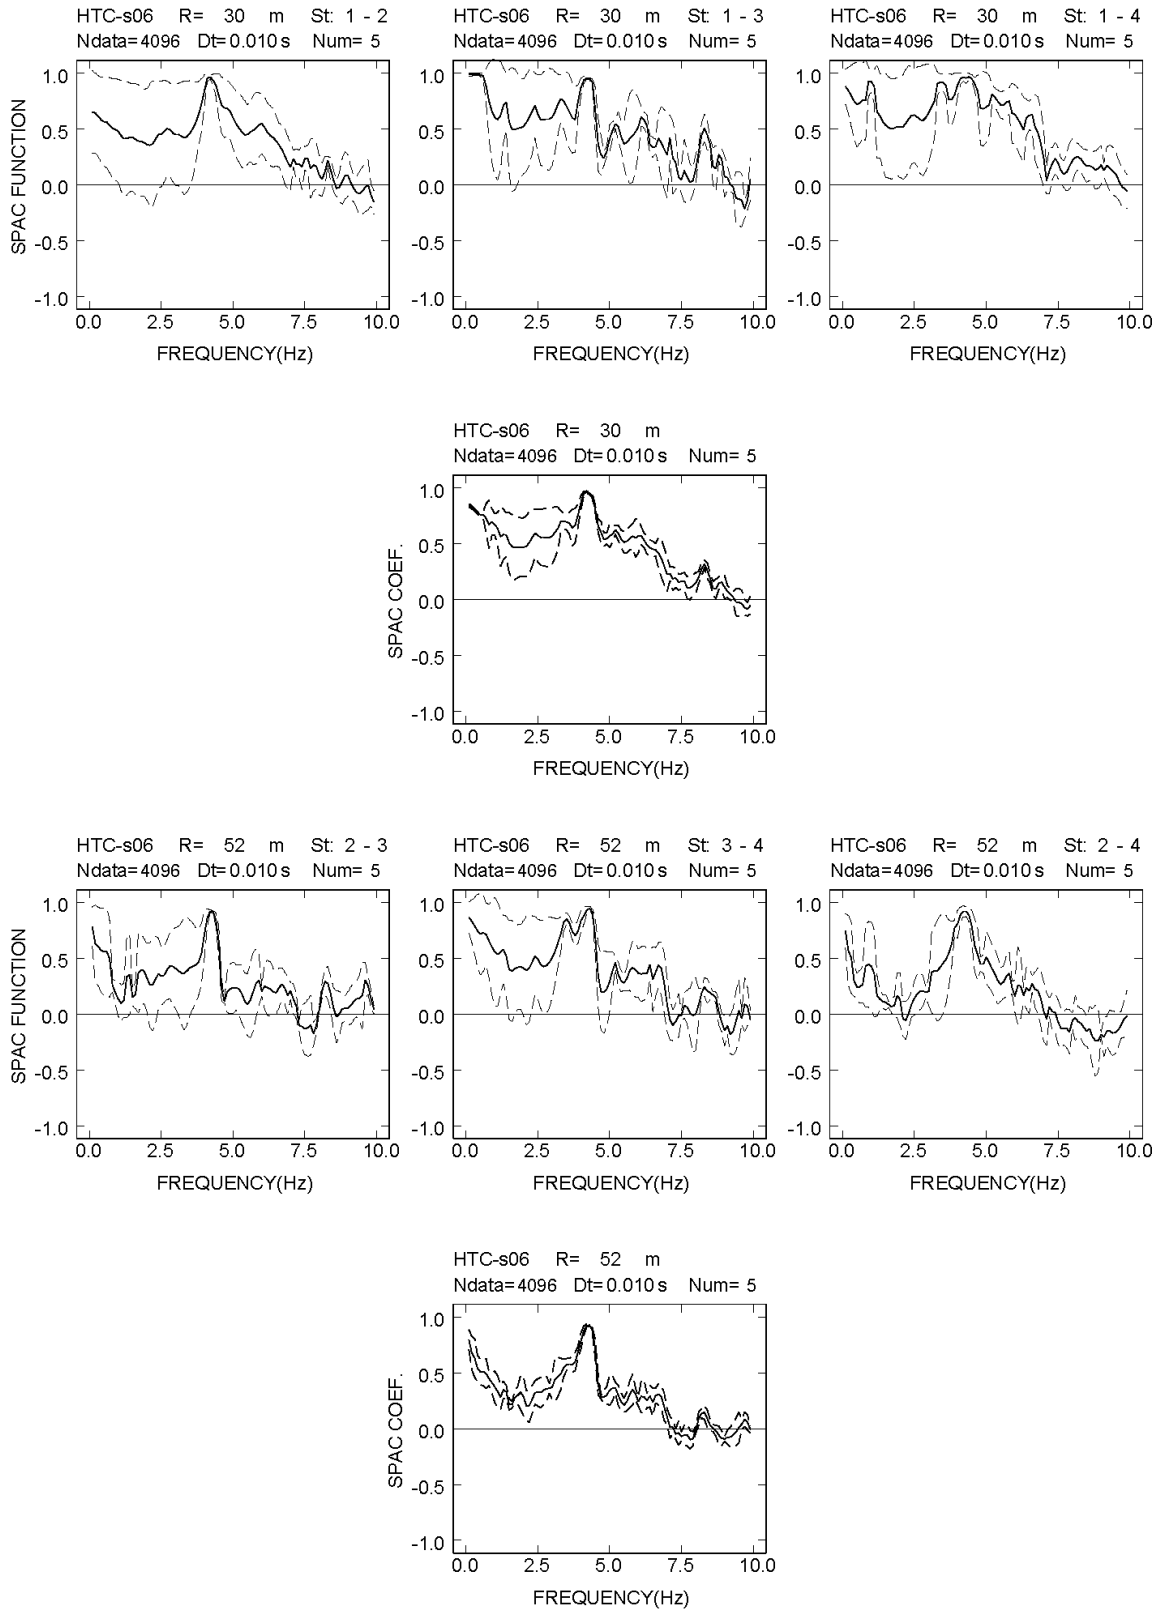 HTC-s06 R= 30 m St: 1 - 2
Ndata=4096 Dt=0.010 s Num= 5
SPAC FUNCTION
1.0
0.5
0.0
-0.5
-1.0
0.0 2.5 5.0 7.5 10.0
FREQUENCY(Hz)
HTC-s06 R= 30 m St: 1 - 3
Ndata=4096 Dt=0.010 s Num= 5
1.0
0.5
0.0
-0.5
-1.0
0.0 2.5 5.0 7.5 10.0
FREQUENCY(Hz)
HTC-s06 R= 30 m St: 1 - 4
Ndata=4096 Dt=0.010 s Num= 5
1.0
0.5
0.0
-0.5
-1.0
0.0 2.5 5.0 7.5 10.0
FREQUENCY(Hz)
HTC-s06 R= 30 m
Ndata=4096 Dt=0.010 s Num= 5
SPAC COEF.
1.0
0.5
0.0
-0.5
-1.0
0.0 2.5 5.0 7.5 10.0
FREQUENCY(Hz)
HTC-s06 R= 52 m St: 2 - 3
Ndata=4096 Dt=0.010 s Num= 5
SPAC FUNCTION
1.0
0.5
0.0
-0.5
-1.0
0.0 2.5 5.0 7.5 10.0
FREQUENCY(Hz)
HTC-s06 R= 52 m St: 3 - 4
Ndata=4096 Dt=0.010 s Num= 5
1.0
0.5
0.0
-0.5
-1.0
0.0 2.5 5.0 7.5 10.0
FREQUENCY(Hz)
HTC-s06 R= 52 m St: 2 - 4
Ndata=4096 Dt=0.010 s Num= 5
1.0
0.5
0.0
-0.5
-1.0
0.0 2.5 5.0 7.5 10.0
FREQUENCY(Hz)
HTC-s06 R= 52 m
Ndata=4096 Dt=0.010 s Num= 5
SPAC COEF.
1.0
0.5
0.0
-0.5
-1.0
0.0 2.5 5.0 7.5 10.0
FREQUENCY(Hz)